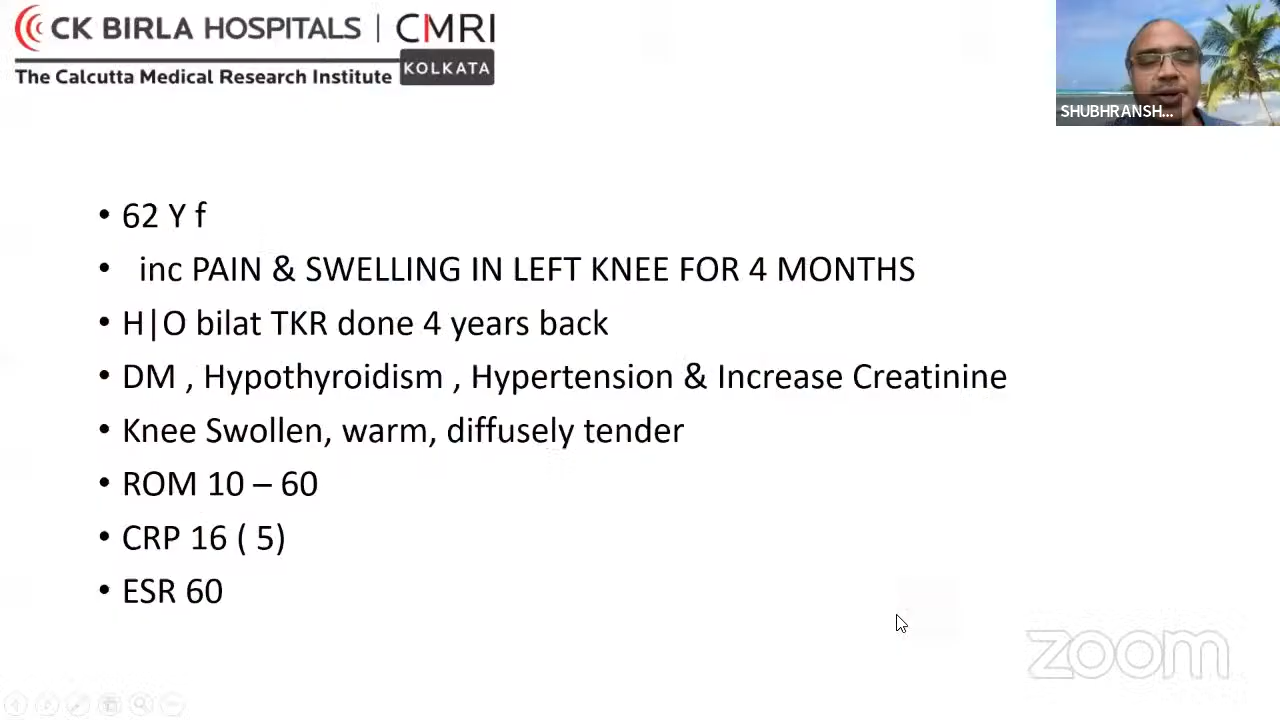 CK BIRLA HOSPITALS | CMRI
The Calcutta Medical Research Institute KOLKATA
SHUBHRANSH...
• 62 Y f
• inc PAIN & SWELLING IN LEFT KNEE FOR 4 MONTHS
• H|O bilat TKR done 4 years back
• DM , Hypothyroidism , Hypertension & Increase Creatinine
• Knee Swollen, warm, diffusely tender
• ROM 10 – 60
• CRP 16 ( 5)
• ESR 60
zoom